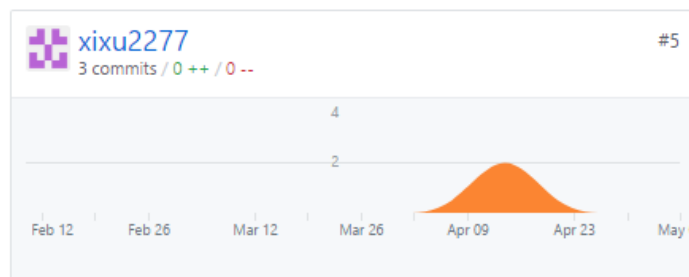 xixu2277
#5
3 commits / 0 ++ / 0 --
4
2
Feb 12 Feb 26 Mar 12 Mar 26 Apr 09 Apr 23 May